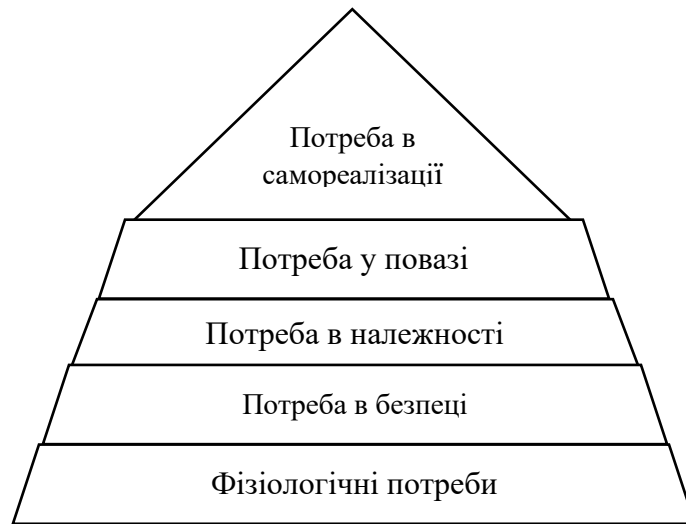 Потреба в
самореалізації
Потреба у повазі
Потреба в належності
Потреба в безпеці
Фізіологічні потреби